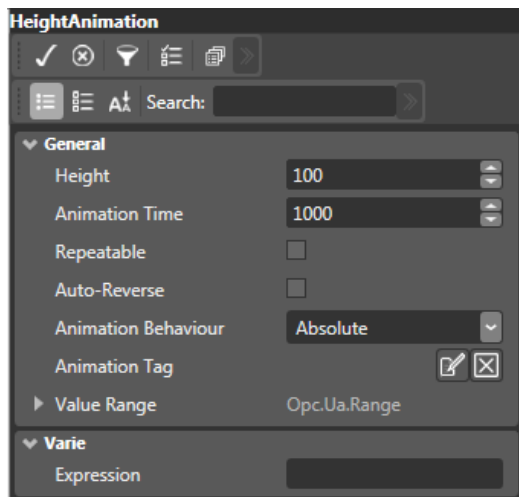 HeightAnimation
Search:
General
Height 100
Animation Time 1000
Repeatable
Auto-Reverse
Animation Behaviour Absolute
Animation Tag
Value Range Opc.Ua.Range
Varie
Expression